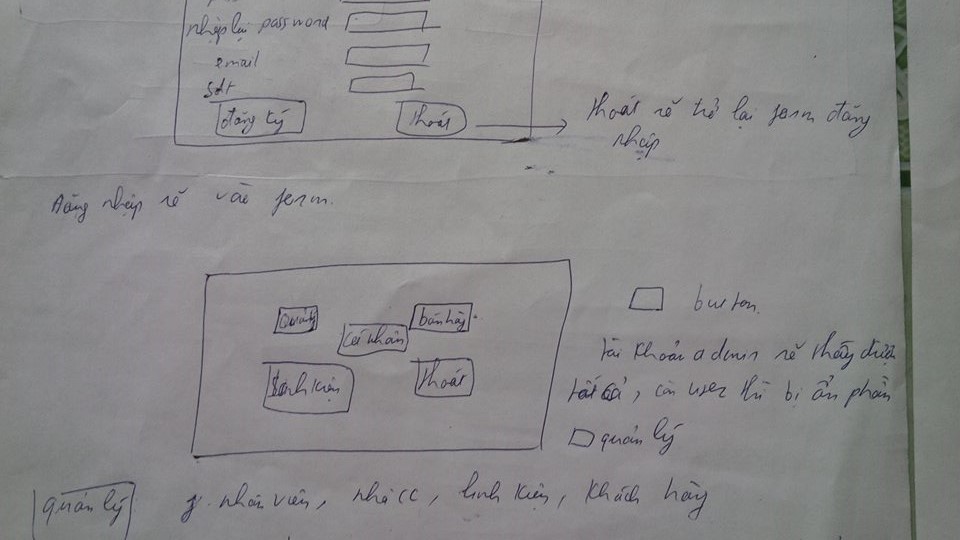 nhập lại password
email
sđt
đăng ký
thoát
thoát sẽ trở lại form đăng
nhập
Đăng nhập sẽ vào form.
quản lý
bán hàng
cá nhân
linh kiện
thoát
button.
tài khoản admin sẽ thấy được
tất cả, còn user thì bị ẩn phần
quản lý
quản lý
nhân viên, nhà CC, linh kiện, khách hàng